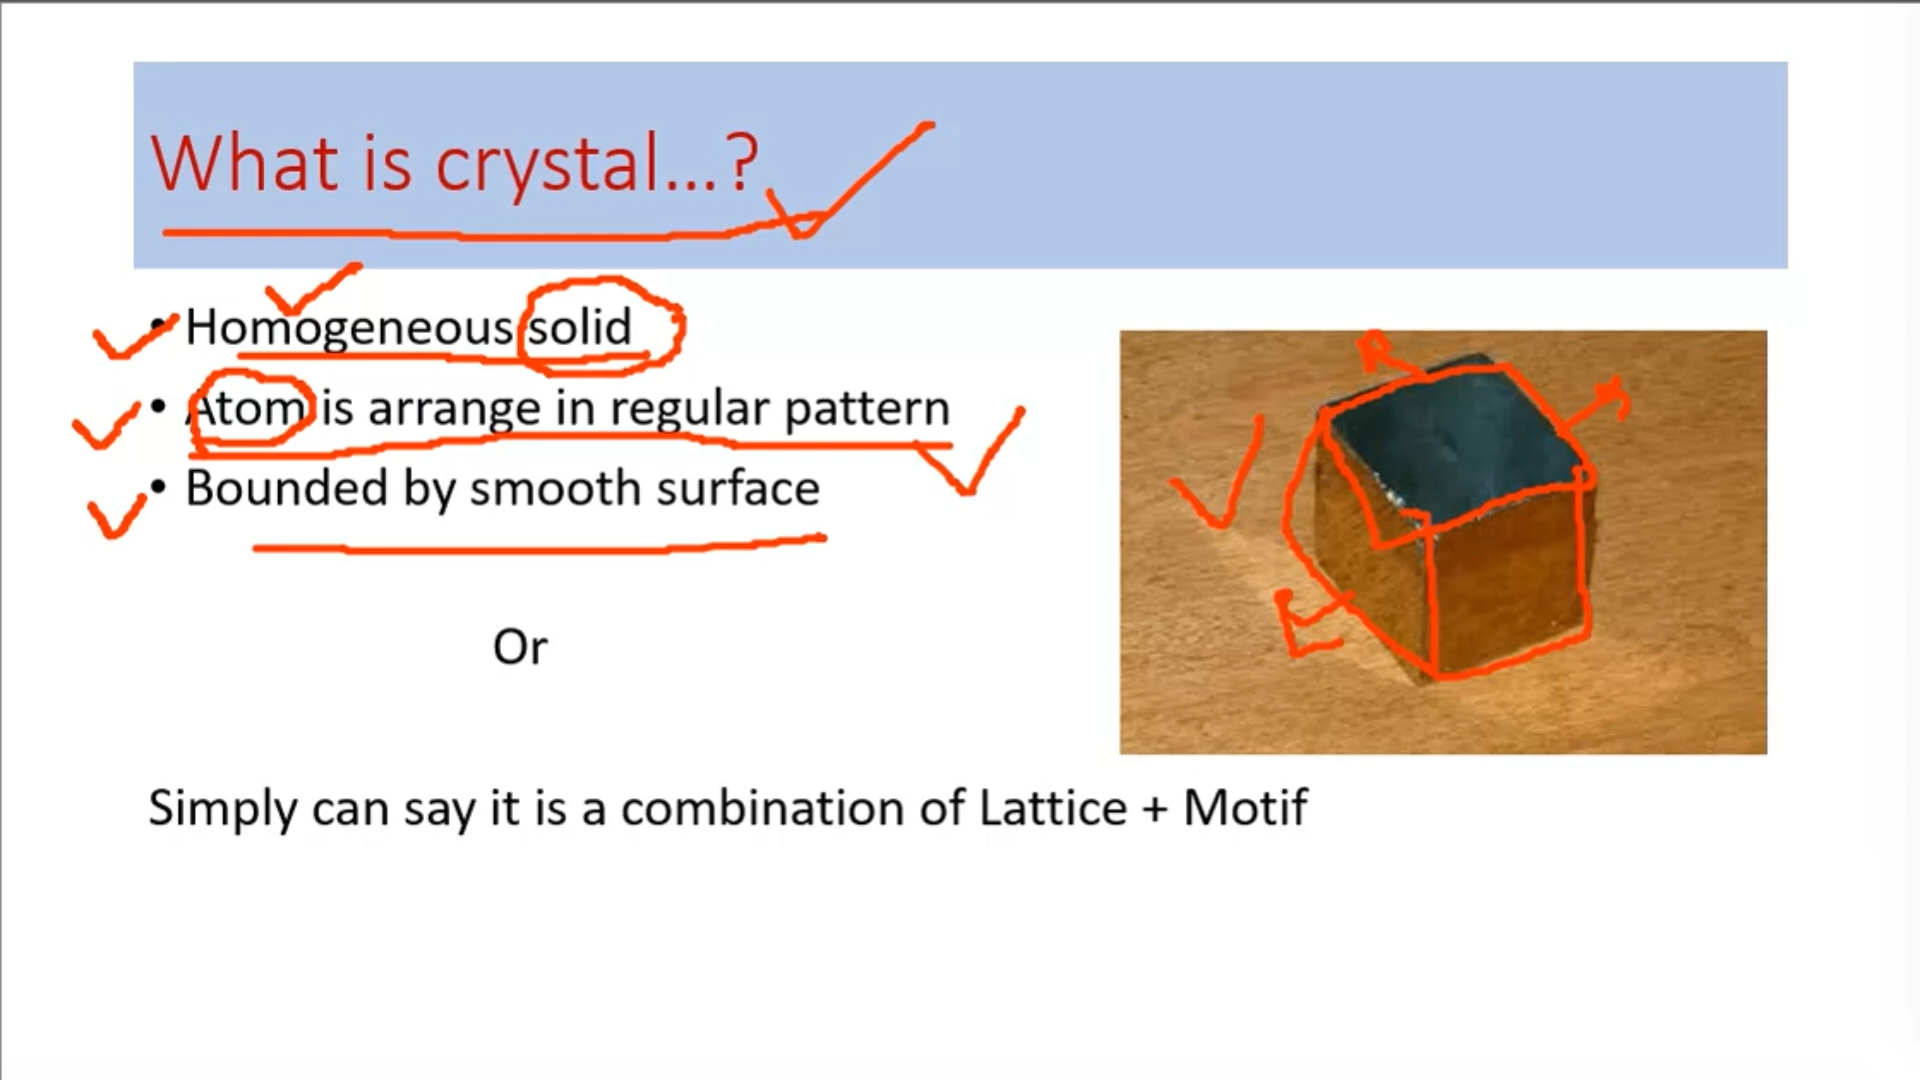 What is crystal...?
• Homogeneous solid
• Atom is arrange in regular pattern
• Bounded by smooth surface
Or
Simply can say it is a combination of Lattice + Motif